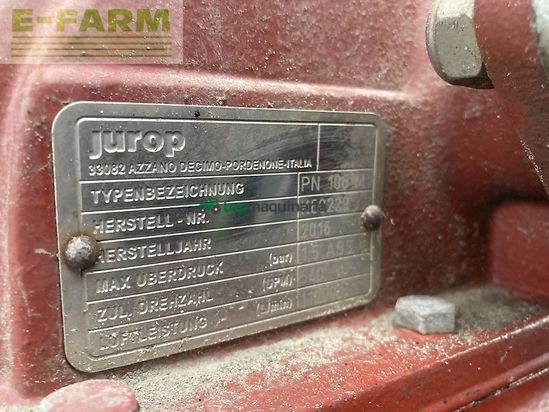 E-FARM
jurop
33082 AZZANO DECIMO-PORDENONE-ITALIA
TYPENBEZEICHNUNG PN
HERSTELL - NR.
HERSTELLJAHR 2016
MAX ÜBERDRUCK (bar)
ZUL. DREHZAHL (UPM)
LUFTLEISTUNG (L/min)